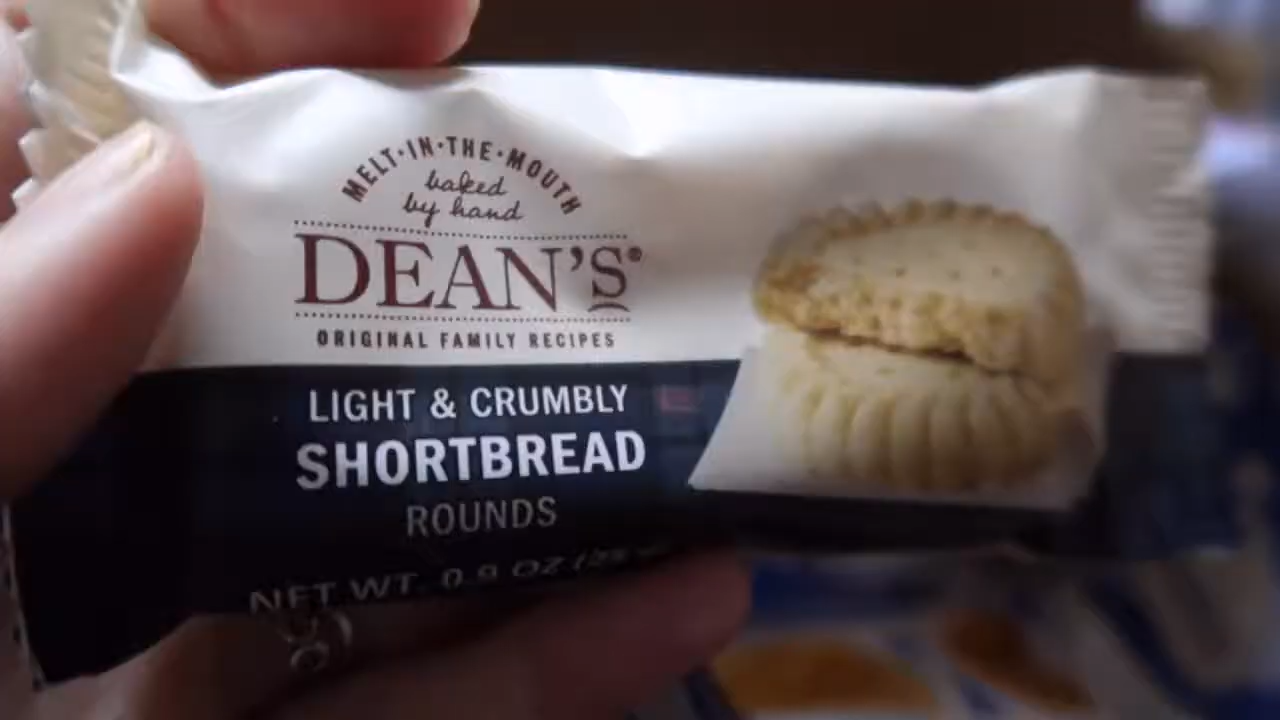 MELT·IN·THE·MOUTH
baked
by hand
DEAN'S®
ORIGINAL FAMILY RECIPES
LIGHT & CRUMBLY
SHORTBREAD
ROUNDS
NET WT. 0.9 OZ